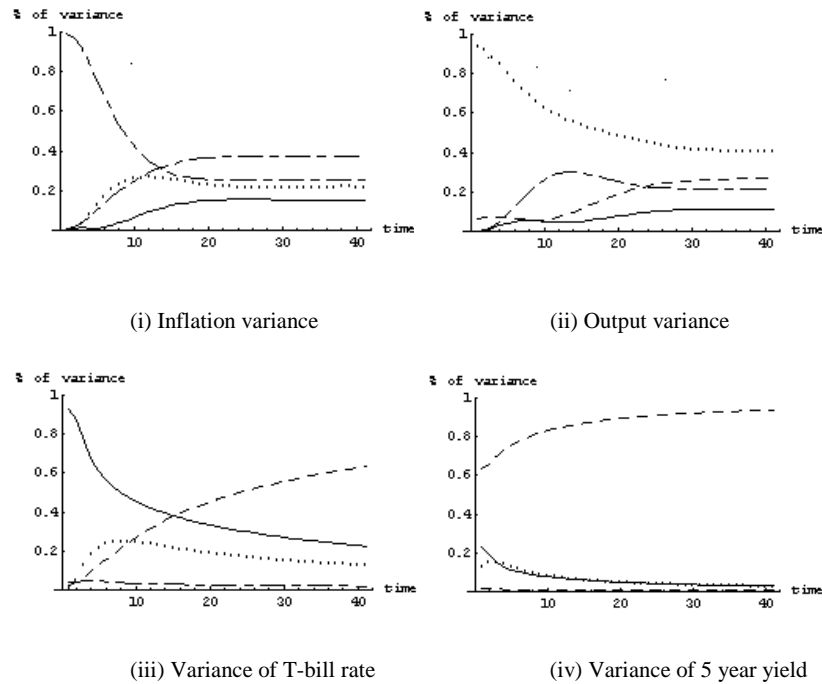 % of variance
1
0.8
0.6
0.4
0.2
10 20 30 40 time
(i) Inflation variance
% of variance
1
0.8
0.6
0.4
0.2
10 20 30 40 time
(ii) Output variance
% of variance
1
0.8
0.6
0.4
0.2
10 20 30 40 time
(iii) Variance of T-bill rate
% of variance
1
0.8
0.6
0.4
0.2
10 20 30 40 time
(iv) Variance of 5 year yield